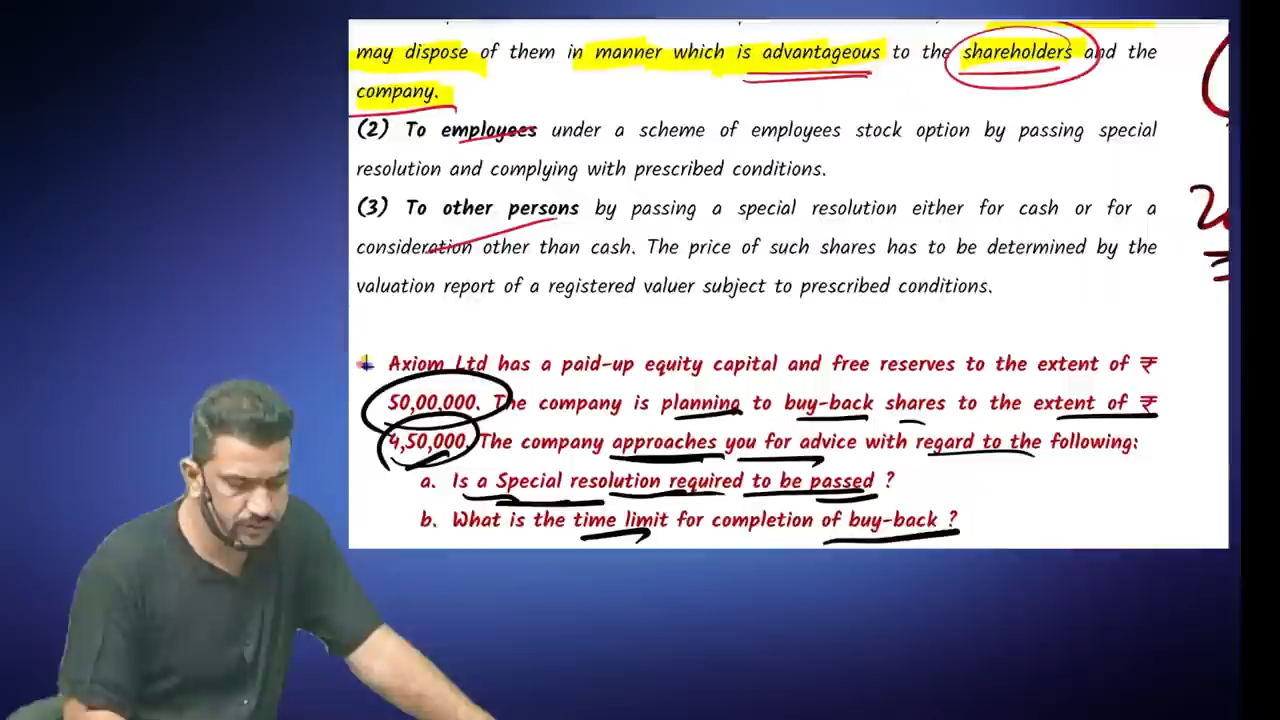 may dispose of them in manner which is advantageous to the shareholders and the
company.
(2) To employees under a scheme of employees stock option by passing special
resolution and complying with prescribed conditions.
(3) To other persons by passing a special resolution either for cash or for a
consideration other than cash. The price of such shares has to be determined by the
valuation report of a registered valuer subject to prescribed conditions.
Axiom Ltd has a paid-up equity capital and free reserves to the extent of ₹
50,00,000. The company is planning to buy-back shares to the extent of ₹
4,50,000. The company approaches you for advice with regard to the following:
a. Is a Special resolution required to be passed ?
b. What is the time limit for completion of buy-back ?